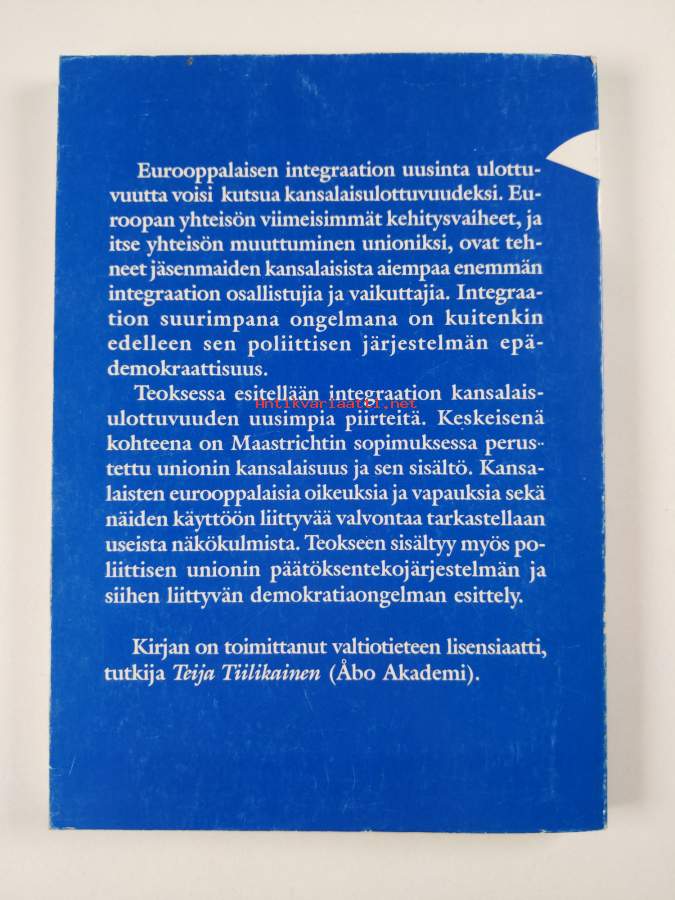 Eurooppalaisen integraation uusinta ulottu-
vuutta voisi kutsua kansalaisulottuvuudeksi. Eu-
roopan yhteisön viimeisimmät kehitysvaiheet, ja
itse yhteisön muuttuminen unioniksi, ovat teh-
neet jäsenmaiden kansalaisista aiempaa enemmän
integraation osallistujia ja vaikuttajia. Integraa-
tion suurimpana ongelmana on kuitenkin
edelleen sen poliittisen järjestelmän epä-
demokraattisuus.
Teoksessa esitellään integraation kansalais-
Antikvariaatti.net
ulottuvuuden uusimpia piirteitä. Keskeisenä
kohteena on Maastrichtin sopimuksessa perus-
tettu unionin kansalaisuus ja sen sisältö. Kansa-
laisten eurooppalaisia oikeuksia ja vapauksia sekä
näiden käyttöön liittyvää valvontaa tarkastellaan
useista näkökulmista. Teokseen sisältyy myös po-
liittisen unionin päätöksentekojärjestelmän ja
siihen liittyvän demokratiaongelman esittely.
Kirjan on toimittanut valtiotieteen lisensiaatti,
tutkija Teija Tiilikainen (Åbo Akademi).